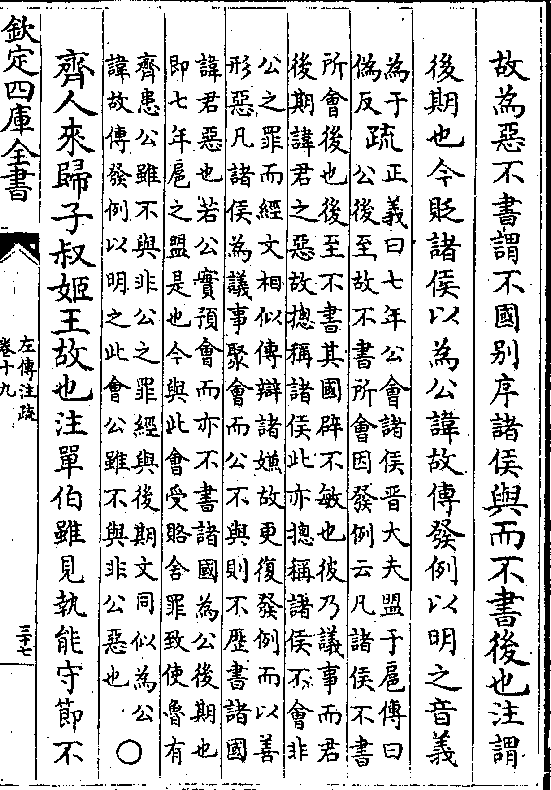 故為惡不書謂不國别序諸侯與而不書後也注謂
後期也今貶諸侯以為公諱故傳發例以明之音義
為于
偽反
疏
正義曰七年公會諸侯晉大夫盟于扈傳曰
公後至故不書所會因發例云凡諸侯不書
所會後也後至不書其國辟不敏也彼乃議事而君
後期諱君之惡故揔稱諸侯此亦揔稱諸侯不會非
公之罪而經文相似傳辯諸嫌故更復發例而以善
形惡凡諸侯為議事聚會而公不與則不歴書諸國
諱君惡也若公實預會而亦不書諸國為公後期也
即七年扈之盟是也今與此會受賂舎罪致使魯有
齊患公雖不與非公之罪經與後期文同似為公
諱故傳發例以明之此會公雖不與非公惡也
○
齊人來歸子叔姬王故也注單伯雖見執能守節不
欽定四庫全書
左傳注疏
卷十九
三十七